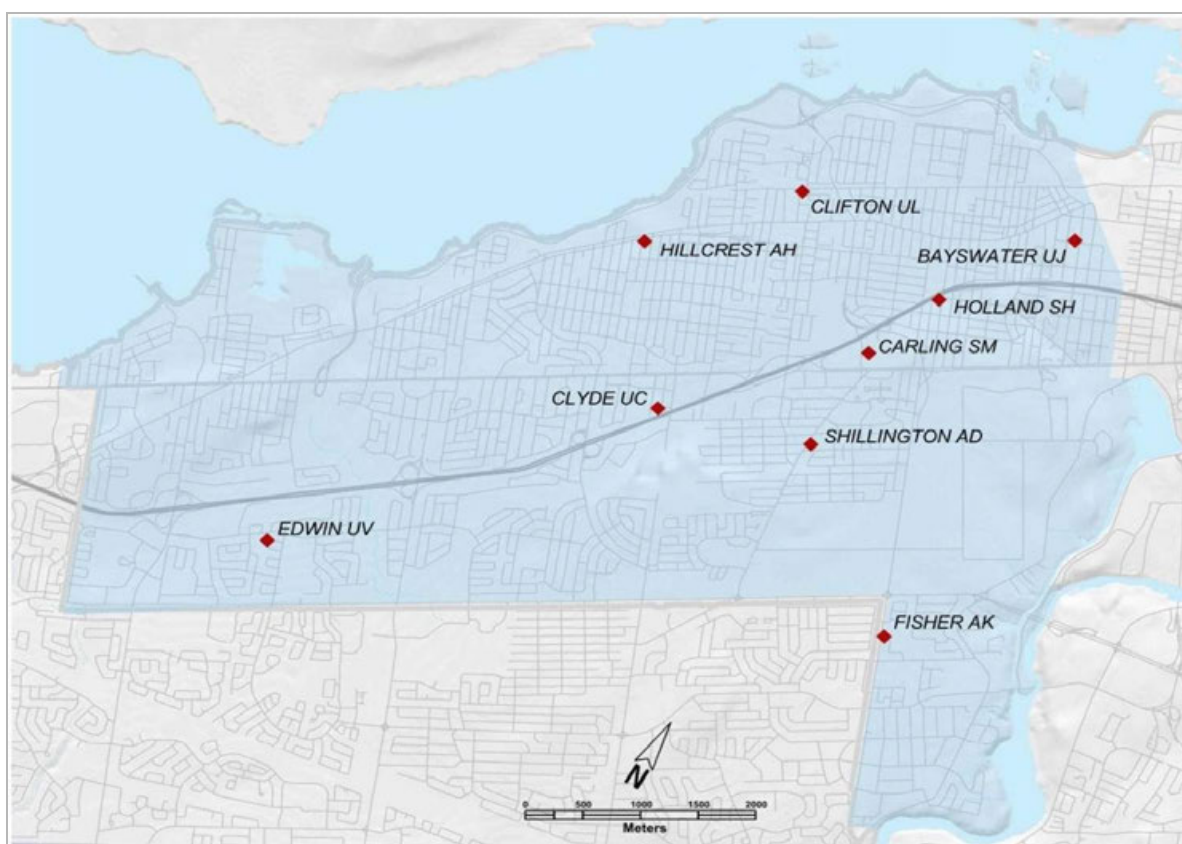 CLIFTON UL
HILLCREST AH
BAYSWATER UJ
HOLLAND SH
CARLING SM
CLYDE UC
SHILLINGTON AD
EDWIN UV
FISHER AK
N
0 500 1000 1500 2000
Meters